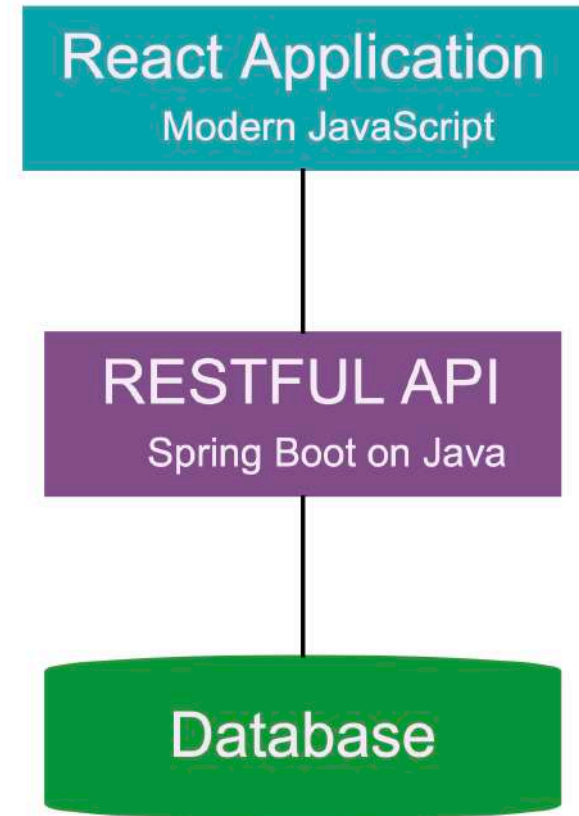 React Application
Modern JavaScript
RESTFUL API
Spring Boot on Java
Database